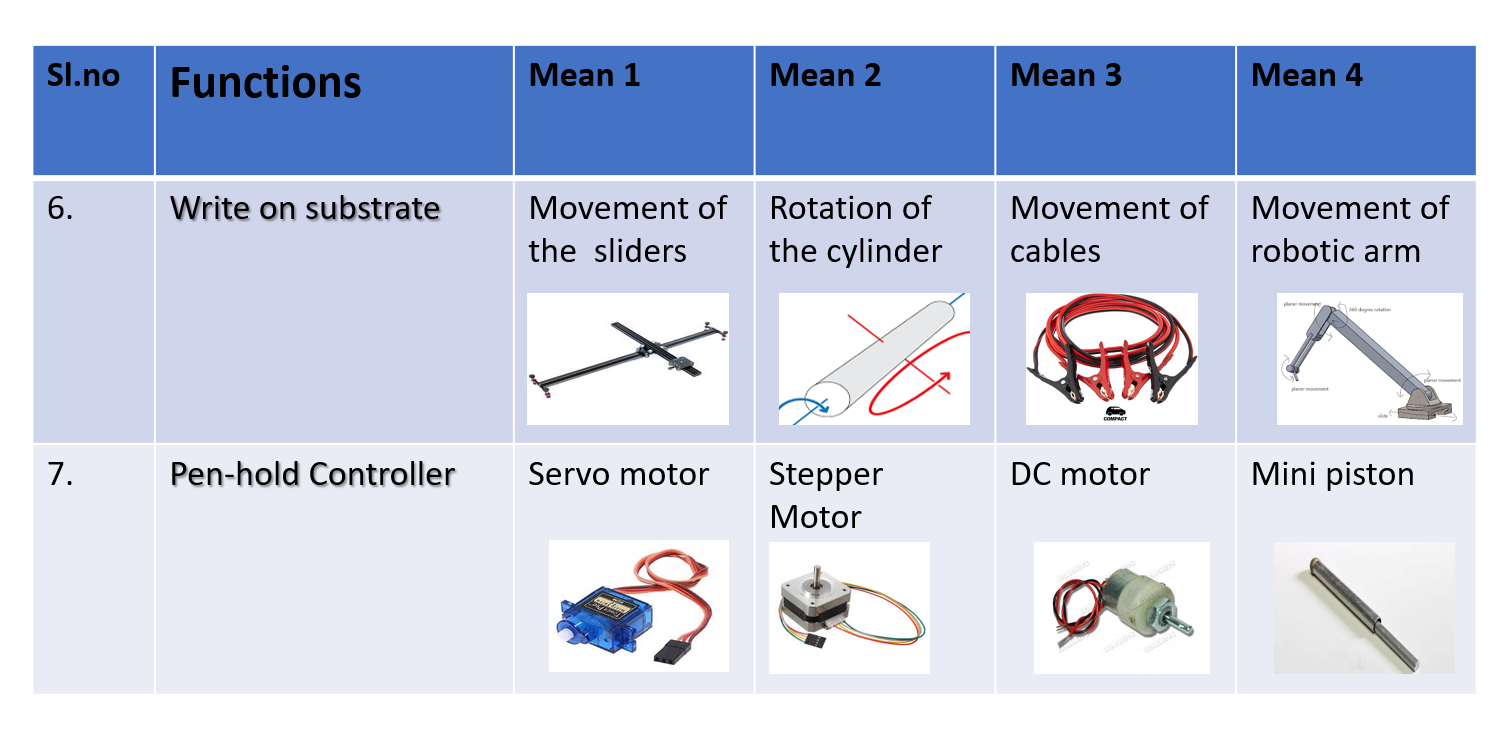 Sl.no Functions Mean 1 Mean 2 Mean 3 Mean 4
6. Write on substrate
Movement of
the sliders
Rotation of
the cylinder
Movement of
cables
Movement of
robotic arm
COMPACT
planer movement
360 degree rotation
planer movement
planer movement
slide
7. Pen-hold Controller
Servo motor
Stepper
Motor
DC motor
Mini piston